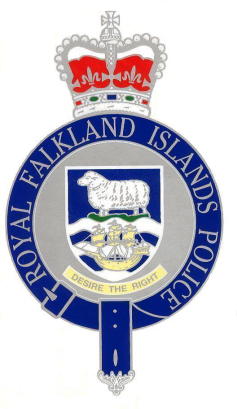 ROYAL FALKLAND ISLANDS POLICE
DESIRE THE RIGHT